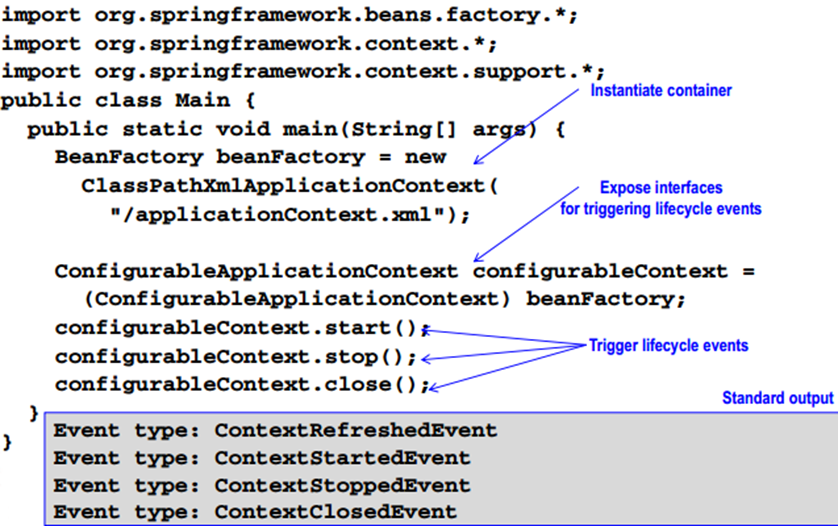 import org.springframework.beans.factory.*;
import org.springframework.context.*;
import org.springframework.context.support.*;
Instantiate container
public class Main {
public static void main(String[] args) {
BeanFactory beanFactory = new
ClassPathXmlApplicationContext(
"/applicationContext.xml");
Expose interfaces
for triggering lifecycle events
ConfigurableApplicationContext configurableContext =
(ConfigurableApplicationContext) beanFactory;
configurableContext.start();
configurableContext.stop();
configurableContext.close();
Trigger lifecycle events
}
}
Standard output
Event type: ContextRefreshedEvent
Event type: ContextStartedEvent
Event type: ContextStoppedEvent
Event type: ContextClosedEvent